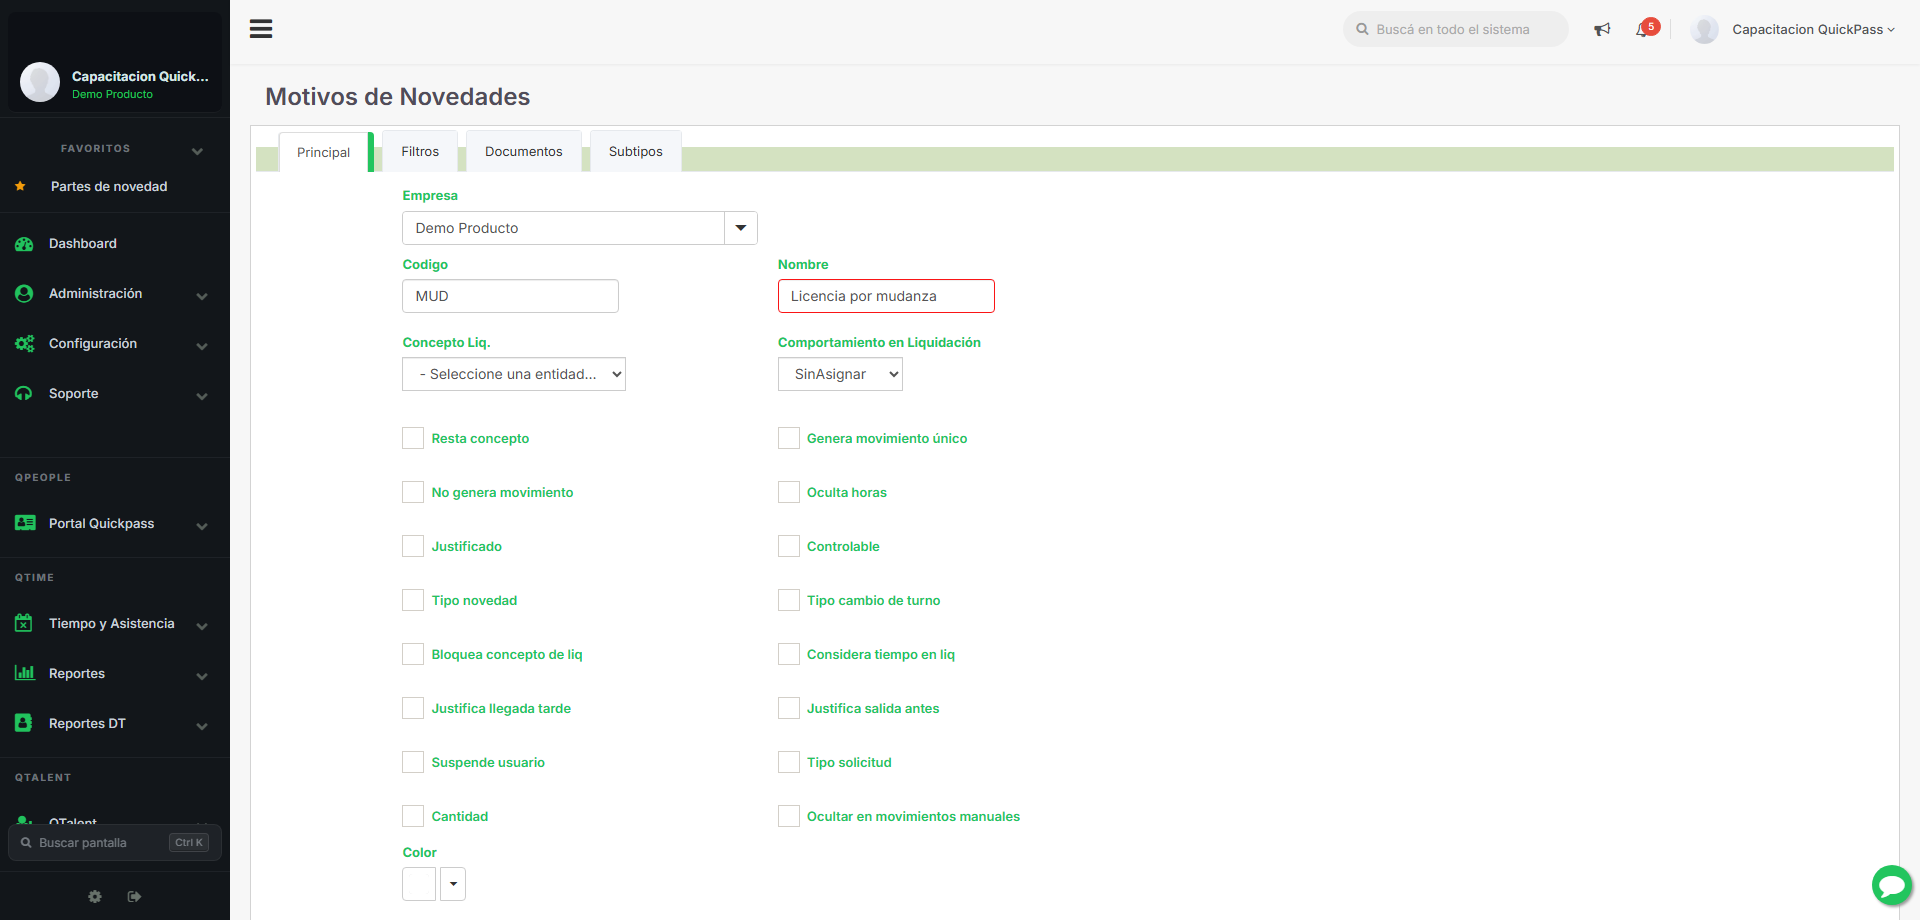 Capacitacion Quick...
Demo Producto
FAVORITOS
Partes de novedad
Dashboard
Administración
Configuración
Soporte
QPEOPLE
Portal Quickpass
QTIME
Tiempo y Asistencia
Reportes
Reportes DT
QTALENT
QTalent
Buscar pantalla
Ctrl K
Buscá en todo el sistema
5
Capacitacion QuickPass
Motivos de Novedades
Principal
Filtros
Documentos
Subtipos
Empresa
Demo Producto
Codigo
Nombre
MUD
Licencia por mudanza
Concepto Liq.
Comportamiento en Liquidación
- Seleccione una entidad...
SinAsignar
Resta concepto
Genera movimiento único
No genera movimiento
Oculta horas
Justificado
Controlable
Tipo novedad
Tipo cambio de turno
Bloquea concepto de liq
Considera tiempo en liq
Justifica llegada tarde
Justifica salida antes
Suspende usuario
Tipo solicitud
Cantidad
Ocultar en movimientos manuales
Color